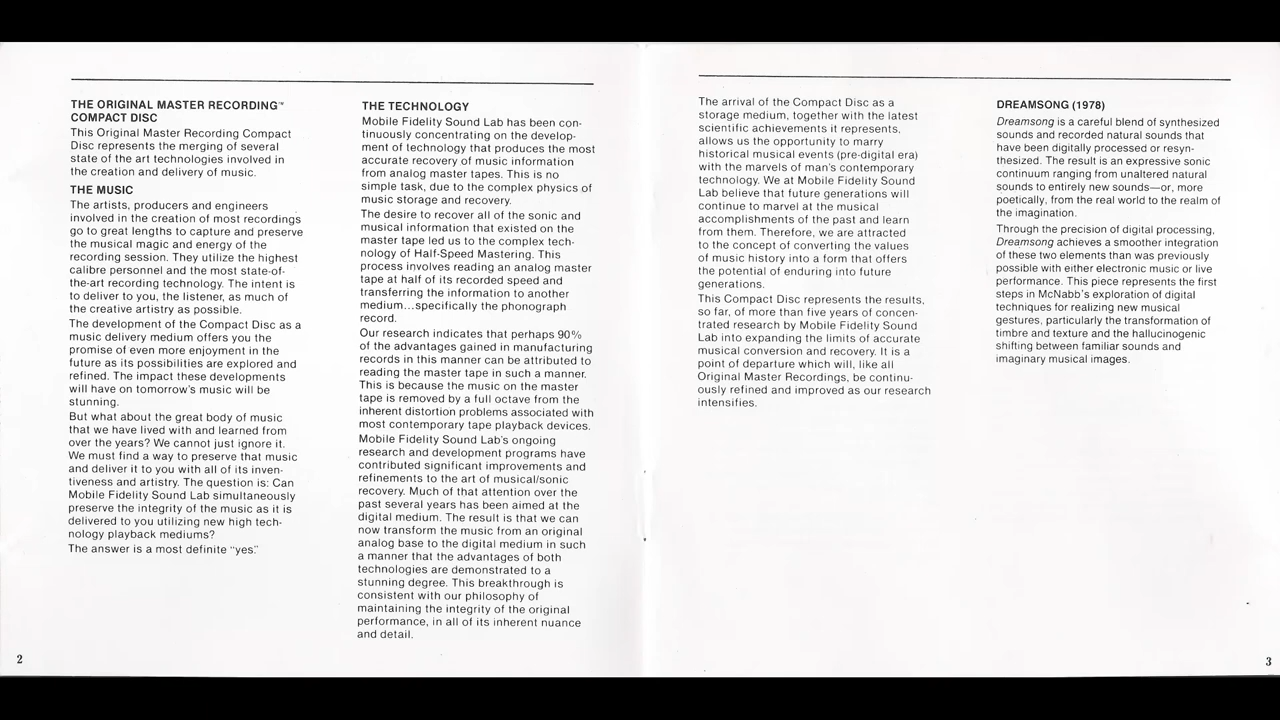 THE ORIGINAL MASTER RECORDING™
COMPACT DISC
This Original Master Recording Compact
Disc represents the merging of several
state of the art technologies involved in
the creation and delivery of music.
THE MUSIC
The artists, producers and engineers
involved in the creation of most recordings
go to great lengths to capture and preserve
the musical magic and energy of the
recording session. They utilize the highest
calibre personnel and the most state-of-
the-art recording technology. The intent is
to deliver to you, the listener, as much of
the creative artistry as possible.
The development of the Compact Disc as a
music delivery medium offers you the
promise of even more enjoyment in the
future as its possibilities are explored and
refined. The impact these developments
will have on tomorrow's music will be
stunning.
But what about the great body of music
that we have lived with and learned from
over the years? We cannot just ignore it.
We must find a way to preserve that music
and deliver it to you with all of its inven-
tiveness and artistry. The question is: Can
Mobile Fidelity Sound Lab simultaneously
preserve the integrity of the music as it is
delivered to you utilizing new high tech-
nology playback mediums?
The answer is a most definite “yes.”
2
THE TECHNOLOGY
Mobile Fidelity Sound Lab has been con-
tinuously concentrating on the develop-
ment of technology that produces the most
accurate recovery of music information
from analog master tapes. This is no
simple task, due to the complex physics of
music storage and recovery.
The desire to recover all of the sonic and
musical information that existed on the
master tape led us to the complex tech-
nology of Half-Speed Mastering. This
process involves reading an analog master
tape at half of its recorded speed and
transferring the information to another
medium...specifically the phonograph
record.
Our research indicates that perhaps 90%
of the advantages gained in manufacturing
records in this manner can be attributed to
reading the master tape in such a manner.
This is because the music on the master
tape is removed by a full octave from the
inherent distortion problems associated with
most contemporary tape playback devices.
Mobile Fidelity Sound Lab's ongoing
research and development programs have
contributed significant improvements and
refinements to the art of musical/sonic
recovery. Much of that attention over the
past several years has been aimed at the
digital medium. The result is that we can
now transform the music from an original
analog base to the digital medium in such
a manner that the advantages of both
technologies are demonstrated to a
stunning degree. This breakthrough is
consistent with our philosophy of
maintaining the integrity of the original
performance, in all of its inherent nuance
and detail.
The arrival of the Compact Disc as a
storage medium, together with the latest
scientific achievements it represents,
allows us the opportunity to marry
historical musical events (pre-digital era)
with the marvels of man's contemporary
technology. We at Mobile Fidelity Sound
Lab believe that future generations will
continue to marvel at the musical
accomplishments of the past and learn
from them. Therefore, we are attracted
to the concept of converting the values
of music history into a form that offers
the potential of enduring into future
generations.
This Compact Disc represents the results,
so far, of more than five years of concen-
trated research by Mobile Fidelity Sound
Lab into expanding the limits of accurate
musical conversion and recovery. It is a
point of departure which will, like all
Original Master Recordings, be continu-
ously refined and improved as our research
intensifies.
DREAMSONG (1978)
Dreamsong is a careful blend of synthesized
sounds and recorded natural sounds that
have been digitally processed or resyn-
thesized. The result is an expressive sonic
continuum ranging from unaltered natural
sounds to entirely new sounds—or, more
poetically, from the real world to the realm of
the imagination.
Through the precision of digital processing,
Dreamsong achieves a smoother integration
of these two elements than was previously
possible with either electronic music or live
performance. This piece represents the first
steps in McNabb's exploration of digital
techniques for realizing new musical
gestures, particularly the transformation of
timbre and texture and the hallucinogenic
shifting between familiar sounds and
imaginary musical images.
3